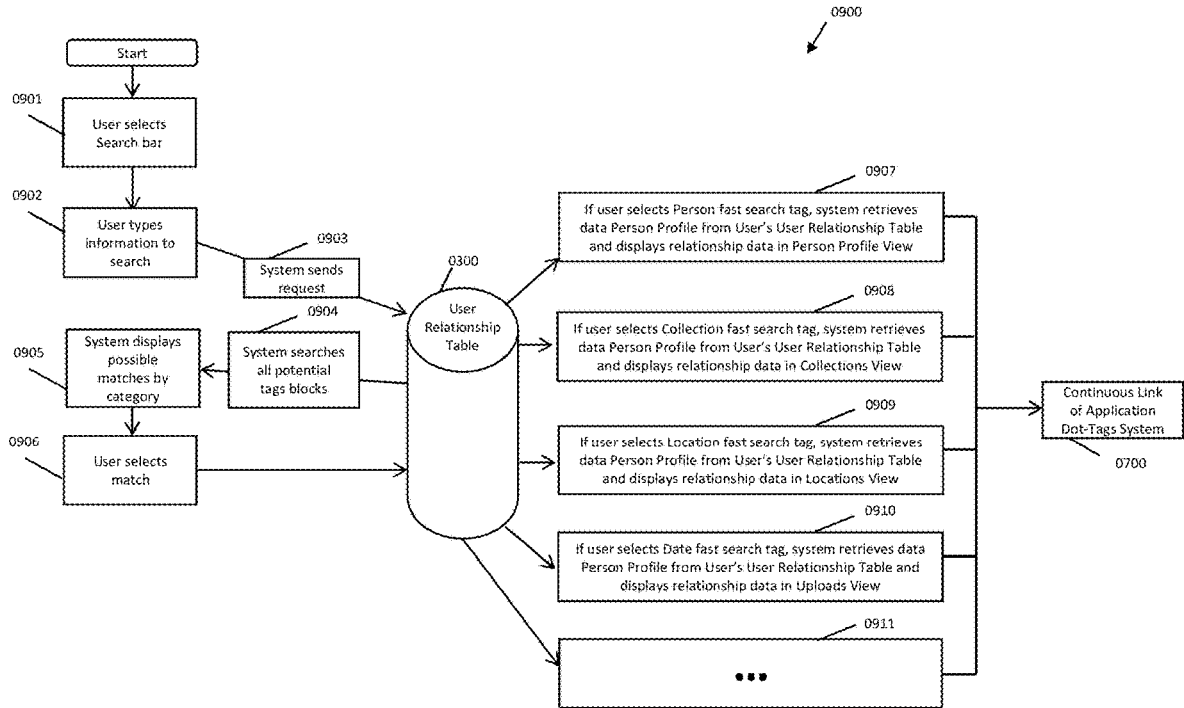 0900
Start
0901
User selects
Search bar
0902
User types
information to
search
0903
System sends
request
0300
User
Relationship
Table
0904
System searches
all potential
tags blocks
0905
System displays
possible
matches by
category
0906
User selects
match
0907
If user selects Person fast search tag, system retrieves
data Person Profile from User's User Relationship Table
and displays relationship data in Person Profile View
0908
If user selects Collection fast search tag, system retrieves
data Person Profile from User's User Relationship Table
and displays relationship data in Collections View
0909
If user selects Location fast search tag, system retrieves
data Person Profile from User's User Relationship Table
and displays relationship data in Locations View
0910
If user selects Date fast search tag, system retrieves data
Person Profile from User's User Relationship Table and
displays relationship data in Uploads View
0911
•••
Continuous Link
of Application
Dot-Tags System
0700